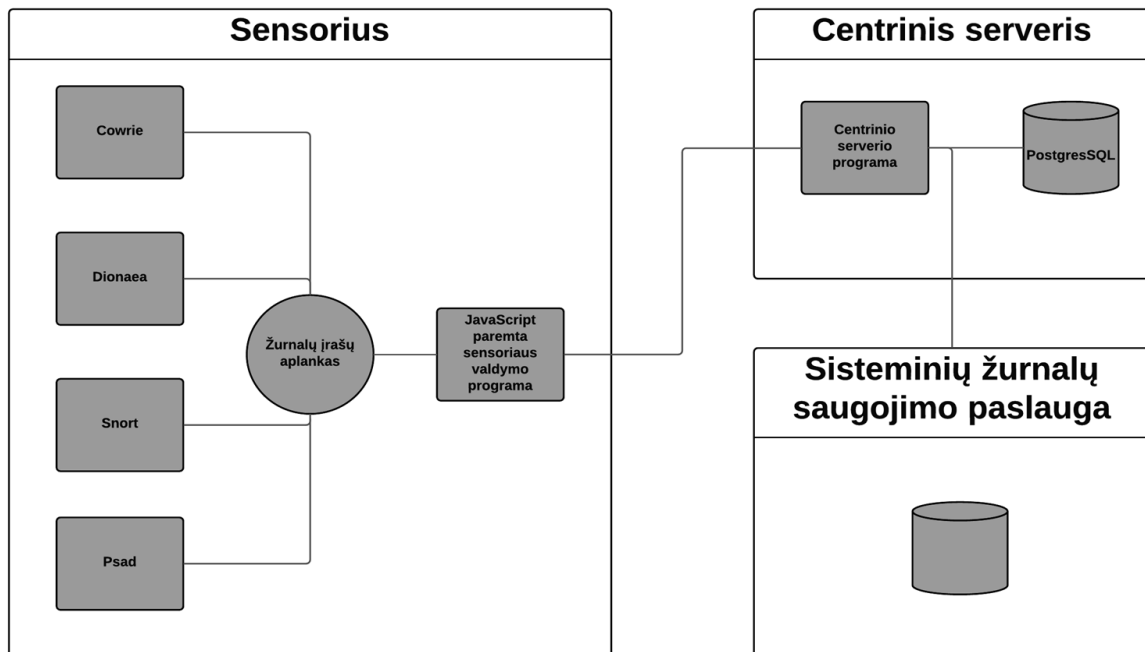 Sensorius
Cowrie
Dionaea
Snort
Psad
Žurnalų įrašų
aplankas
JavaScript
paremta
sensoriaus
valdymo
programa
Centrinis serveris
Centrinio
serverio
programa
PostgresSQL
Sisteminių žurnalų
saugojimo paslauga